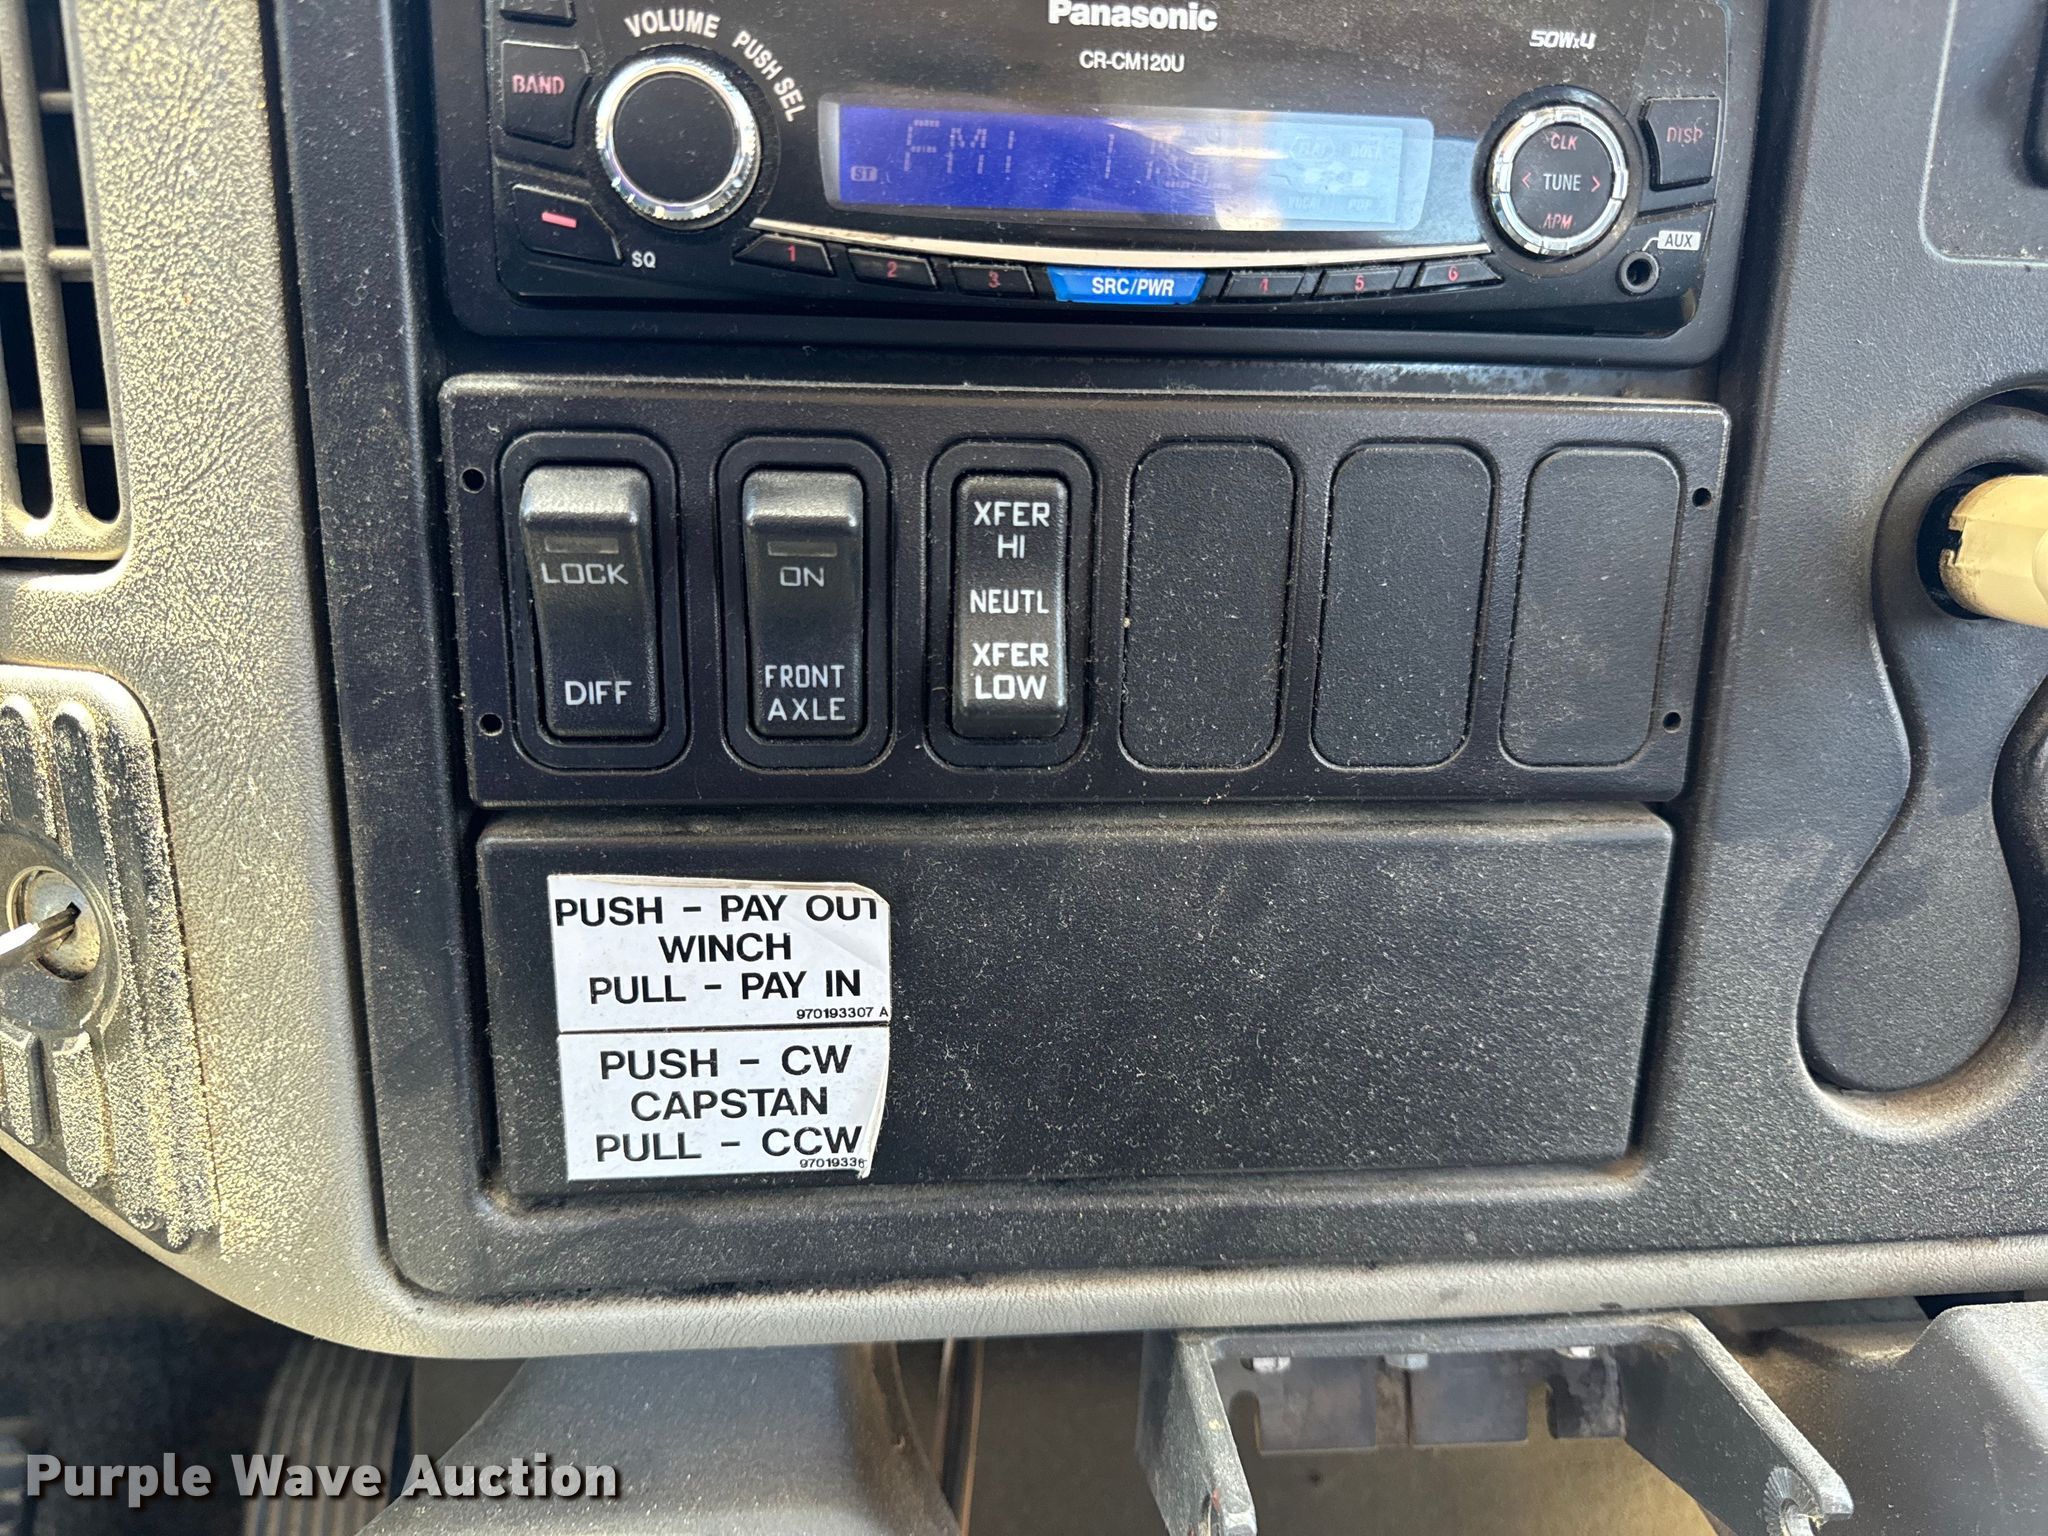 Panasonic
CR-CM120U
50Wx4
VOLUME PUSH SEL
BAND
CLK
DISP
< TUNE >
APM
AUX
ST
SQ
1
2
3
SRC/PWR
4
5
6
LOCK
DIFF
ON
FRONT
AXLE
XFER
HI
NEUTL
XFER
LOW
PUSH - PAY OUT
WINCH
PULL - PAY IN
970193307 A
PUSH - CW
CAPSTAN
PULL - CCW
Purple Wave Auction